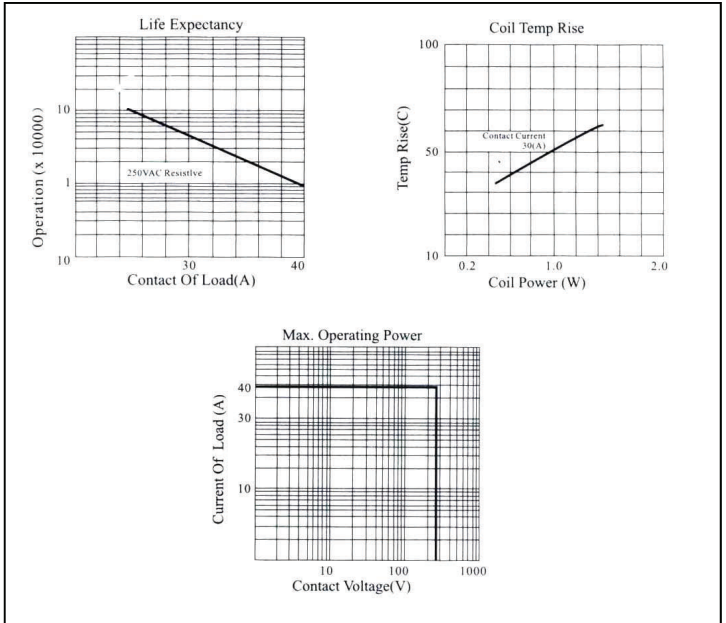 Life Expectancy
Operation (x 10000)
10
1
10
250VAC Resistlve
30
40
Contact Of Load(A)
Coil Temp Rise
Temp Rise(C)
100
50
10
Contact Current
30(A)
0.2
1.0
2.0
Coil Power (W)
Max. Operating Power
Current Of Load (A)
40
30
10
10
100
1000
Contact Voltage(V)